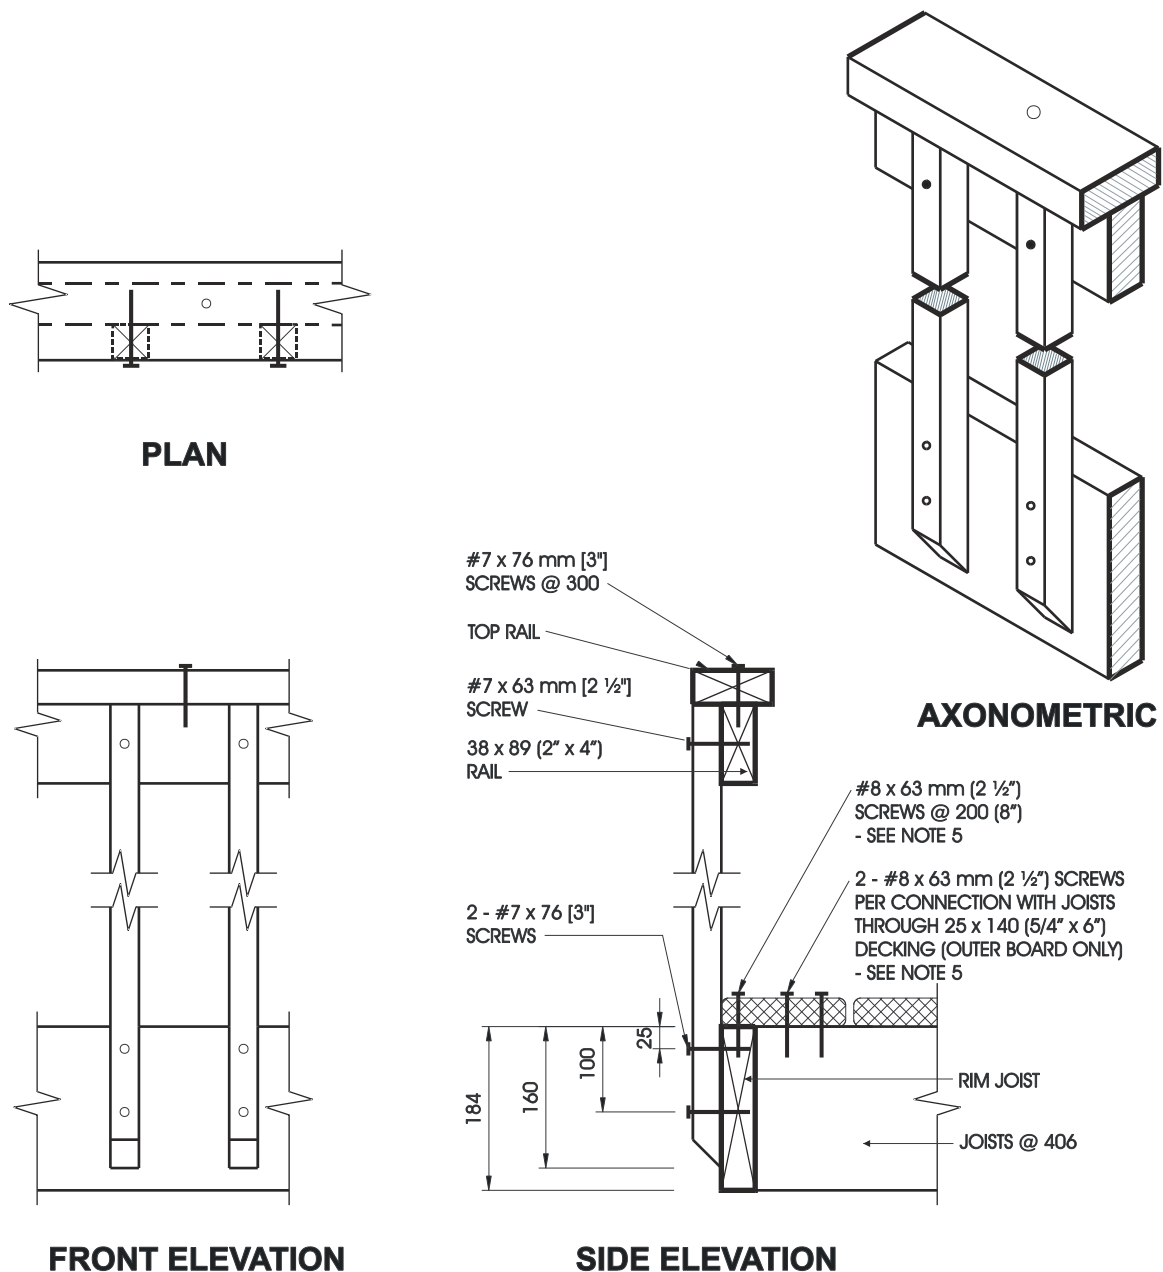 PLAN
#7 x 76 mm [3"]
SCREWS @ 300
TOP RAIL
#7 x 63 mm [2 ½"]
SCREW
38 x 89 (2” x 4”)
RAIL
AXONOMETRIC
#8 x 63 mm (2 ½”)
SCREWS @ 200 (8”)
- SEE NOTE 5
2 - #8 x 63 mm (2 ½”) SCREWS
PER CONNECTION WITH JOISTS
THROUGH 25 x 140 (5/4” x 6”)
DECKING (OUTER BOARD ONLY)
- SEE NOTE 5
2 - #7 x 76 [3"]
SCREWS
25
100
160
184
RIM JOIST
JOISTS @ 406
FRONT ELEVATION
SIDE ELEVATION